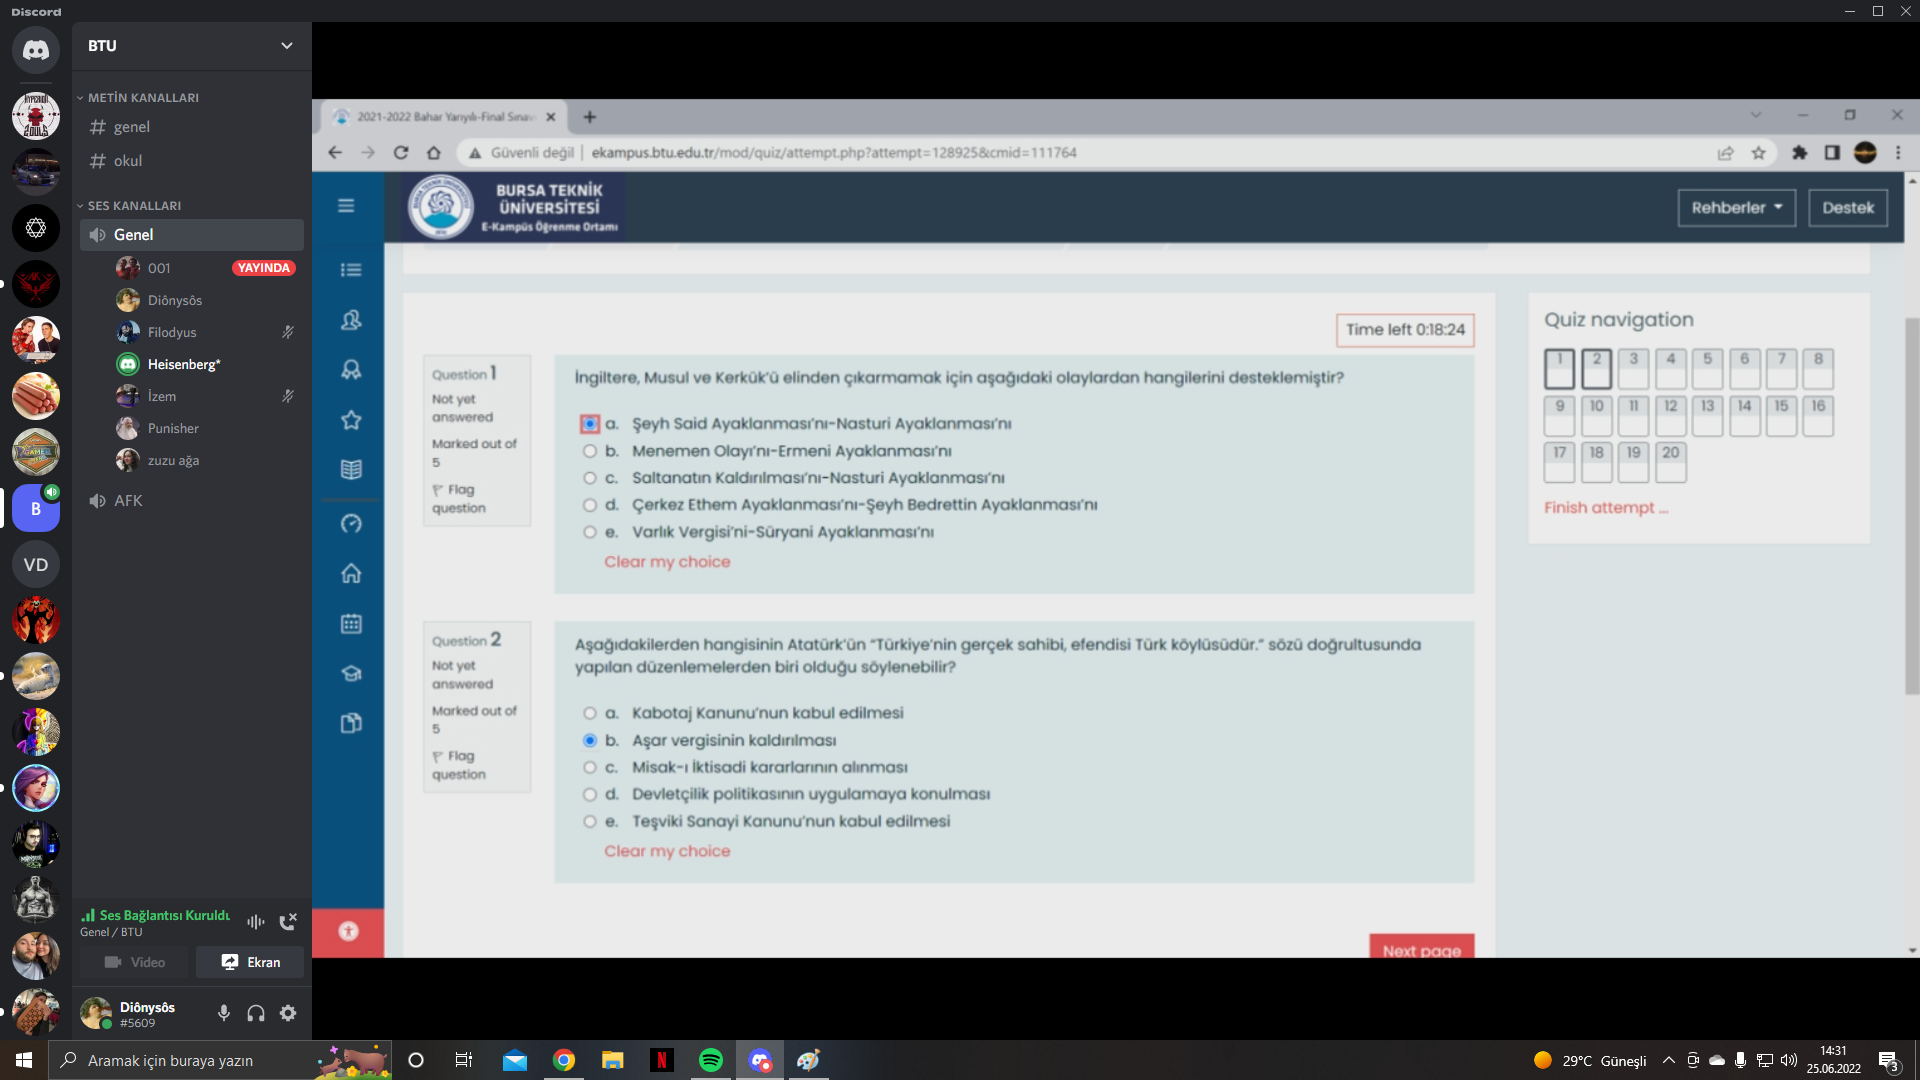 Discord
BTU
METİN KANALLARI
genel
okul
SES KANALLARI
Genel
001
YAYINDA
Diônysôs
Filodyus
Heisenberg*
İzem
Punisher
zuzu ağa
AFK
B
VD
Ses Bağlantısı Kuruldu
Genel / BTU
Video
Ekran
Diônysôs
#5609
2021-2022 Bahar Yarıyılı-Final Sınav
Güvenli değil | ekampus.btu.edu.tr/mod/quiz/attempt.php?attempt=128925&cmid=111764
BURSA TEKNİK
ÜNİVERSİTESİ
E-Kampüs Öğrenme Ortamı
Rehberler
Destek
Time left 0:18:24
Question 1
Not yet
answered
Marked out of
5
Flag
question
İngiltere, Musul ve Kerkük'ü elinden çıkarmamak için aşağıdaki olaylardan hangilerini desteklemiştir?
a. Şeyh Said Ayaklanması'nı-Nasturi Ayaklanması'nı
b. Menemen Olayı'nı-Ermeni Ayaklanması'nı
c. Saltanatın Kaldırılması'nı-Nasturi Ayaklanması'nı
d. Çerkez Ethem Ayaklanması'nı-Şeyh Bedrettin Ayaklanması'nı
e. Varlık Vergisi'ni-Süryani Ayaklanması'nı
Clear my choice
Question 2
Not yet
answered
Marked out of
5
Flag
question
Aşağıdakilerden hangisinin Atatürk'ün “Türkiye'nin gerçek sahibi, efendisi Türk köylüsüdür.” sözü doğrultusunda
yapılan düzenlemelerden biri olduğu söylenebilir?
a. Kabotaj Kanunu'nun kabul edilmesi
b. Aşar vergisinin kaldırılması
c. Misak-ı İktisadi kararlarının alınması
d. Devletçilik politikasının uygulamaya konulması
e. Teşviki Sanayi Kanunu'nun kabul edilmesi
Clear my choice
Next page
Quiz navigation
1 2 3 4 5 6 7 8
9 10 11 12 13 14 15 16
17 18 19 20
Finish attempt ...
Aramak için buraya yazın
29°C Güneşli
14:31
25.06.2022
3